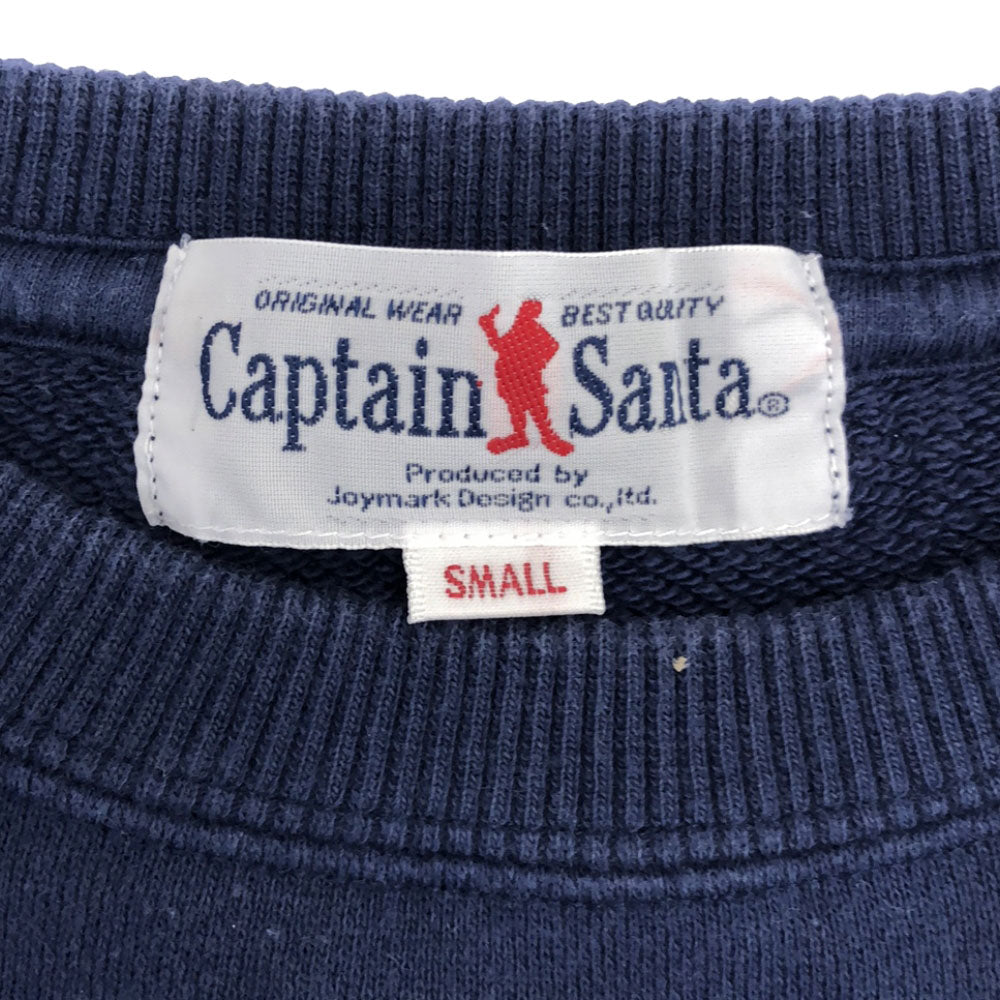 ORIGINAL WEAR BEST QUITY
Captain Santa®
Produced by
Joymark Design co.,ltd.
SMALL